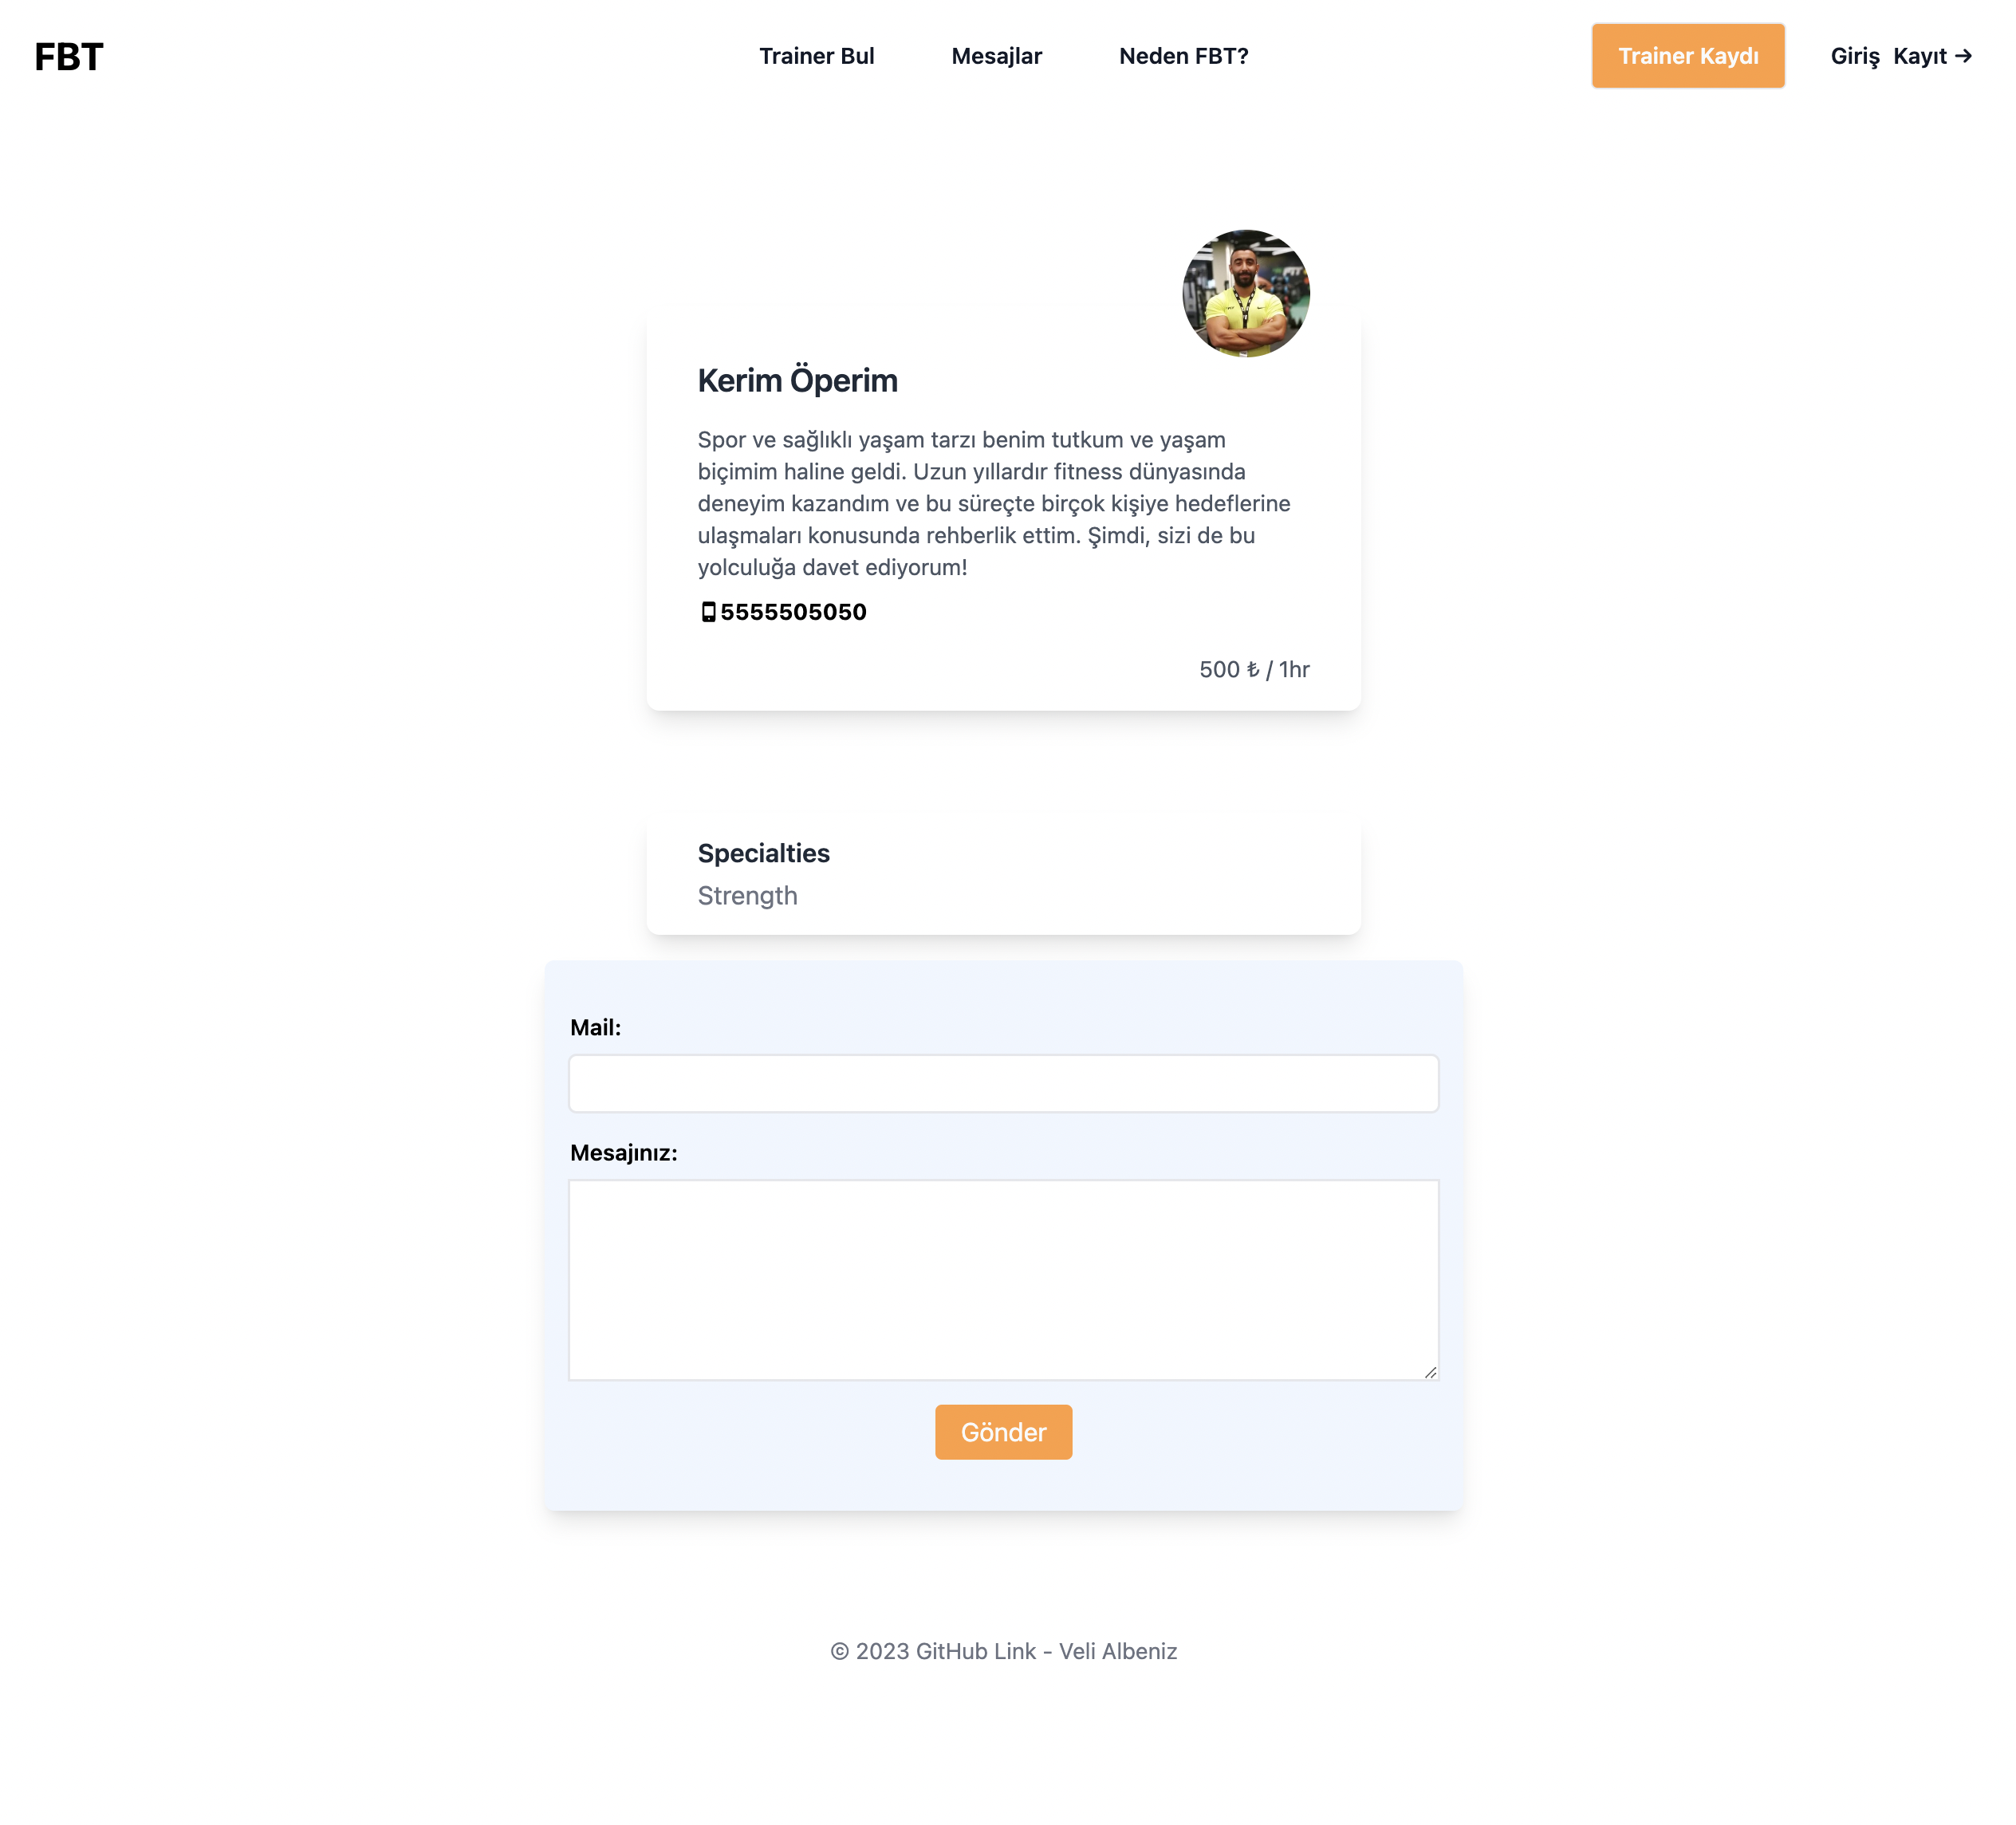 FBT
Trainer Bul
Mesajlar
Neden FBT?
Trainer Kaydı
Giriş Kayıt →
Kerim Öperim
Spor ve sağlıklı yaşam tarzı benim tutkum ve yaşam
biçimim haline geldi. Uzun yıllardır fitness dünyasında
deneyim kazandım ve bu süreçte birçok kişiye hedeflerine
ulaşmaları konusunda rehberlik ettim. Şimdi, sizi de bu
yolculuğa davet ediyorum!
5555505050
500 ₺ / 1hr
Specialties
Strength
Mail:
Mesajınız:
Gönder
© 2023 GitHub Link - Veli Albeniz